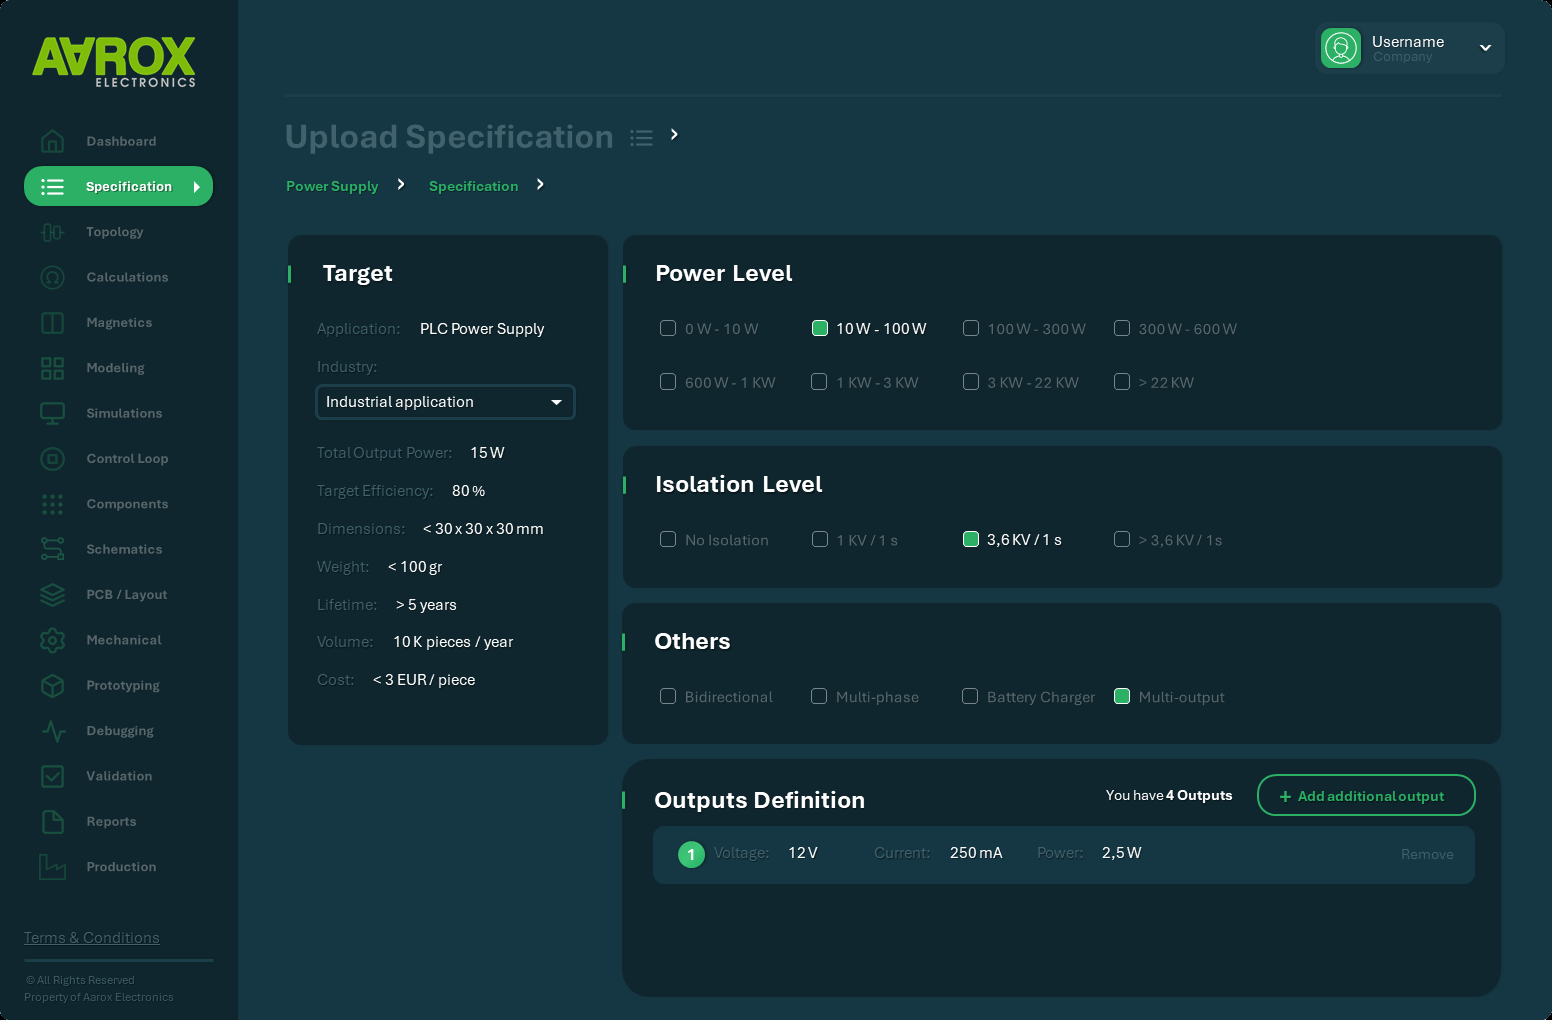 AAROX
ELECTRONICS
Dashboard
Specification
Topology
Calculations
Magnetics
Modeling
Simulations
Control Loop
Components
Schematics
PCB / Layout
Mechanical
Prototyping
Debugging
Validation
Reports
Production
Terms & Conditions
© All Rights Reserved
Property of Aarox Electronics
Username
Company
Upload Specification
Power Supply
Specification
Target
Application: PLC Power Supply
Industry:
Industrial application
Total Output Power: 15 W
Target Efficiency: 80 %
Dimensions: < 30 x 30 x 30 mm
Weight: < 100 gr
Lifetime: > 5 years
Volume: 10 K pieces / year
Cost: < 3 EUR / piece
Power Level
0 W - 10 W
10 W - 100 W
100 W - 300 W
300 W - 600 W
600 W - 1 KW
1 KW - 3 KW
3 KW - 22 KW
> 22 KW
Isolation Level
No Isolation
1 KV / 1 s
3,6 KV / 1 s
> 3,6 KV / 1 s
Others
Bidirectional
Multi-phase
Battery Charger
Multi-output
Outputs Definition
You have 4 Outputs
+ Add additional output
1 Voltage: 12 V Current: 250 mA Power: 2,5 W Remove